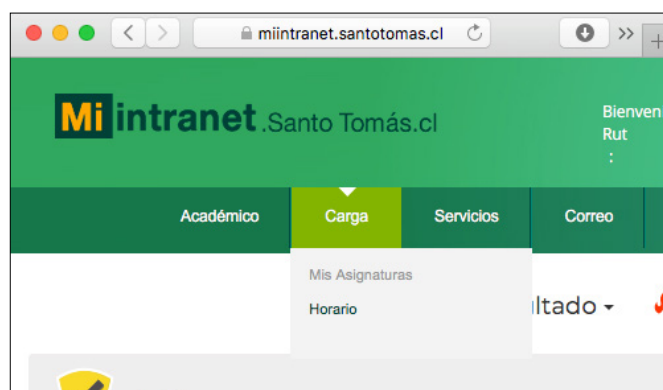 miintranet.santotomas.cl
Mi intranet.Santo Tomás.cl
Bienven
Rut
:
Académico Carga Servicios Correo
Mis Asignaturas
Horario
ltado